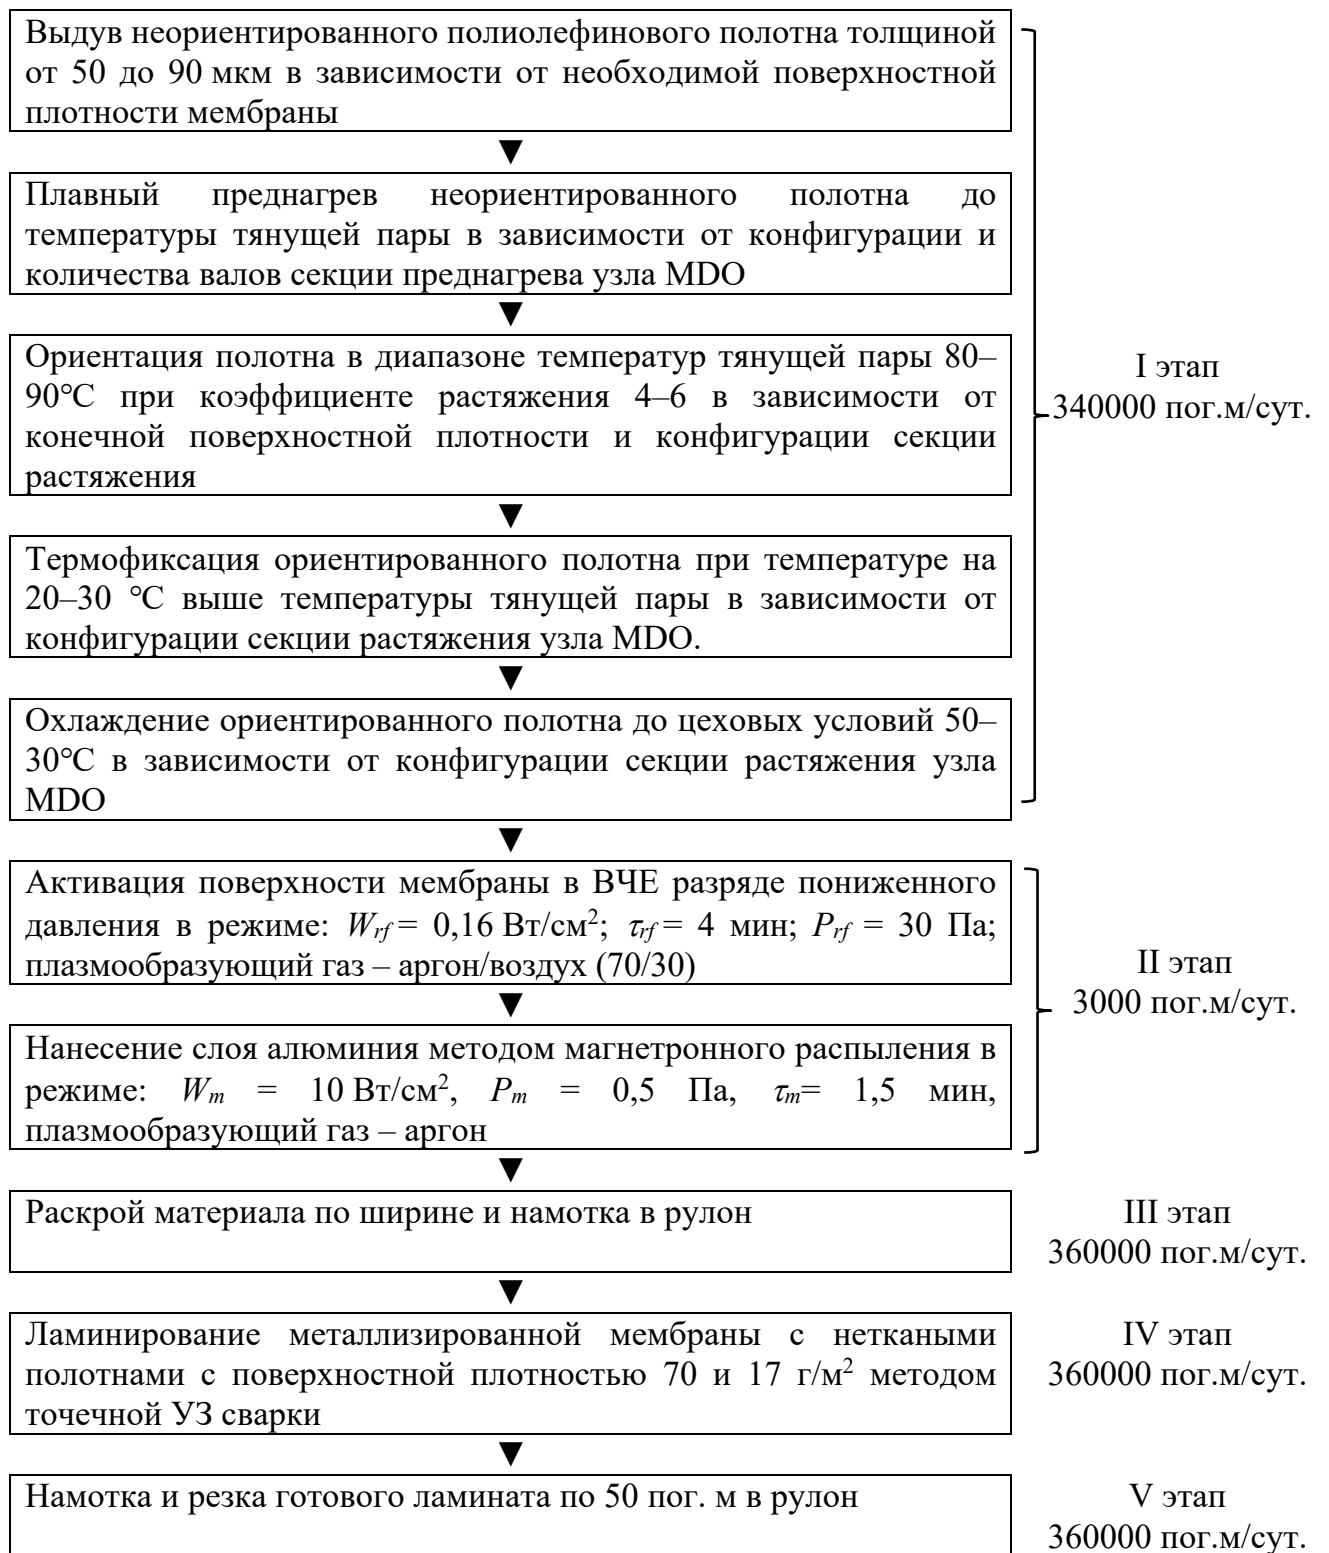 Выдув неориентированного полиолефинового полотна толщиной
от 50 до 90 мкм в зависимости от необходимой поверхностной
плотности мембраны
Плавный преднагрев неориентированного полотна до
температуры тянущей пары в зависимости от конфигурации и
количества валов секции преднагрева узла MDO
Ориентация полотна в диапазоне температур тянущей пары 80–
90°С при коэффициенте растяжения 4–6 в зависимости от
конечной поверхностной плотности и конфигурации секции
растяжения
Термофиксация ориентированного полотна при температуре на
20–30 °С выше температуры тянущей пары в зависимости от
конфигурации секции растяжения узла MDO.
Охлаждение ориентированного полотна до цеховых условий 50–
30°С в зависимости от конфигурации секции растяжения узла
MDO
I этап
340000 пог.м/сут.
Активация поверхности мембраны в ВЧЕ разряде пониженного
давления в режиме: Wrf = 0,16 Вт/см²; τrf = 4 мин; Prf = 30 Па;
плазмообразующий газ – аргон/воздух (70/30)
Нанесение слоя алюминия методом магнетронного распыления в
режиме: Wm = 10 Вт/см², Pm = 0,5 Па, τm= 1,5 мин,
плазмообразующий газ – аргон
II этап
3000 пог.м/сут.
Раскрой материала по ширине и намотка в рулон
III этап
360000 пог.м/сут.
Ламинирование металлизированной мембраны с неткаными
полотнами с поверхностной плотностью 70 и 17 г/м² методом
точечной УЗ сварки
IV этап
360000 пог.м/сут.
Намотка и резка готового ламината по 50 пог. м в рулон
V этап
360000 пог.м/сут.